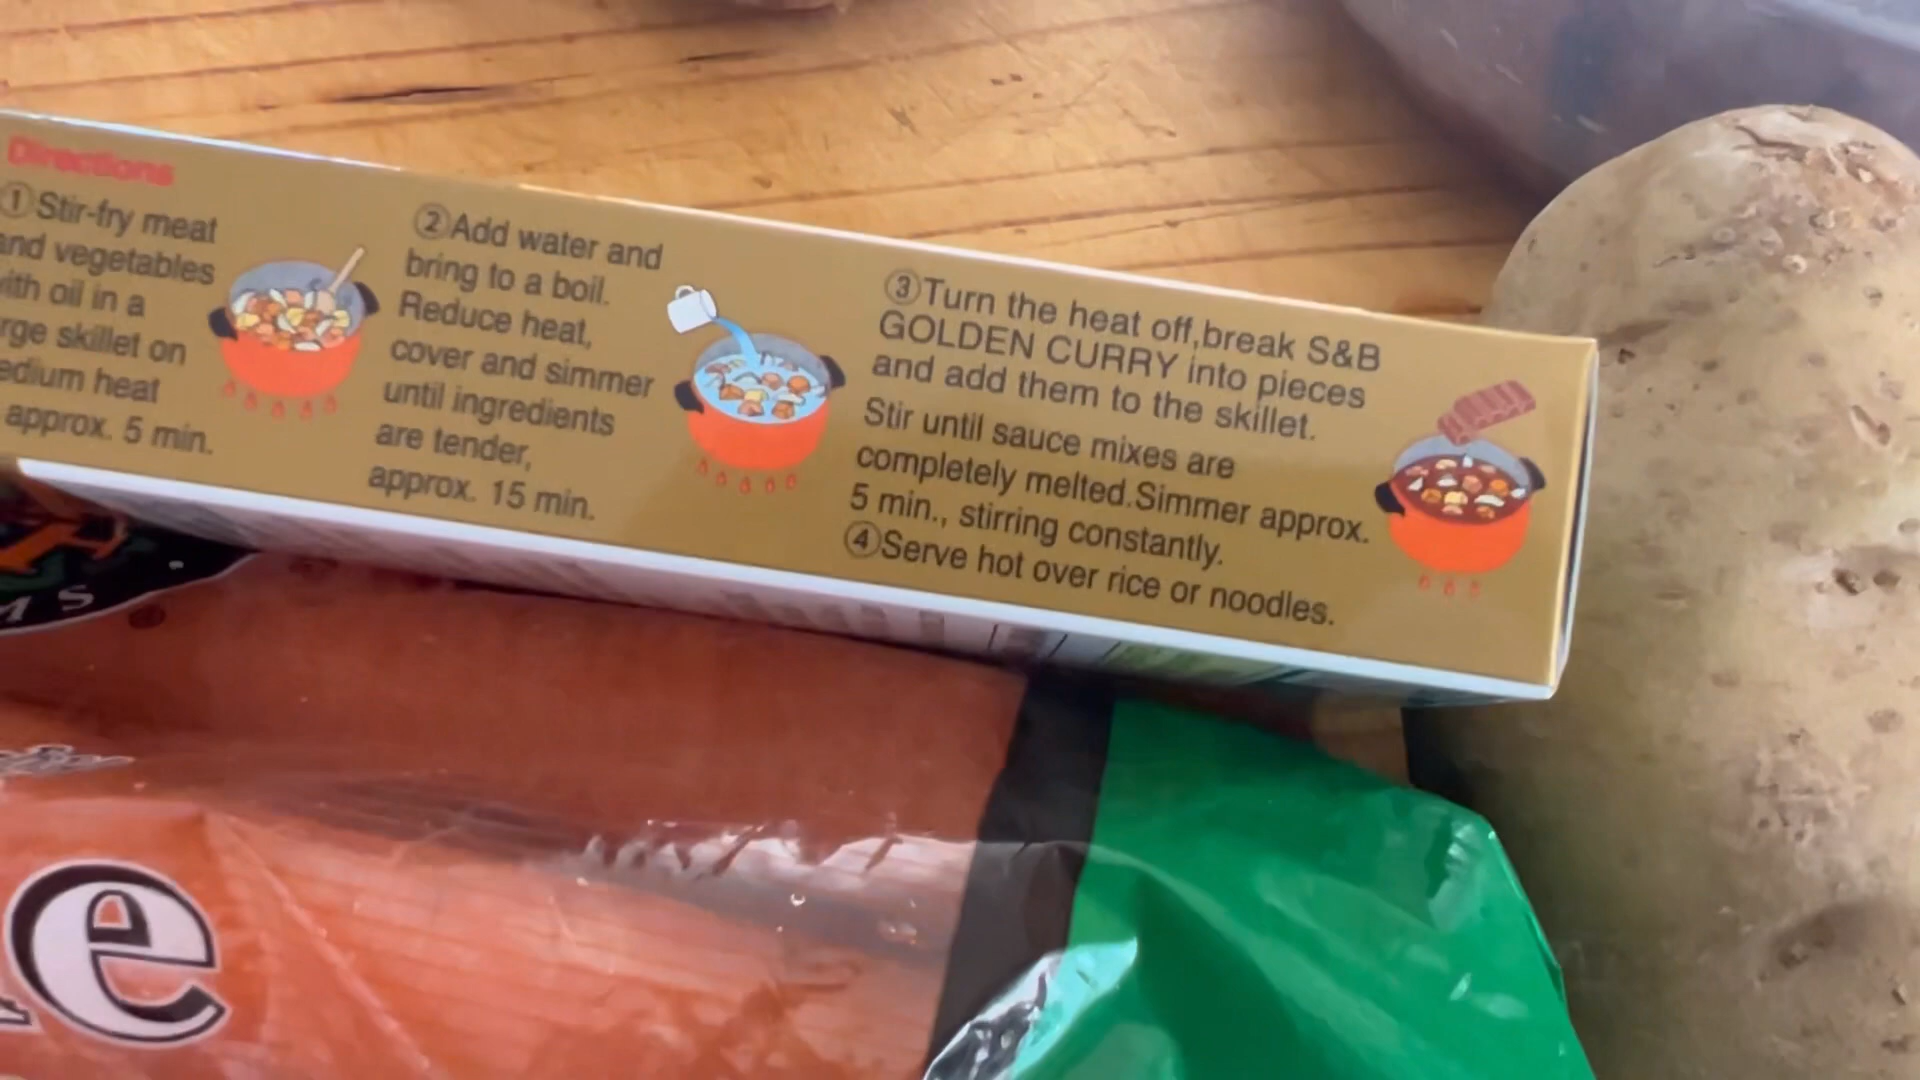 Directions
①Stir-fry meat
and vegetables
with oil in a
rge skillet on
edium heat
approx. 5 min.
②Add water and
bring to a boil.
Reduce heat,
cover and simmer
until ingredients
are tender,
approx. 15 min.
③Turn the heat off,break S&B
GOLDEN CURRY into pieces
and add them to the skillet.
Stir until sauce mixes are
completely melted.Simmer approx.
5 min., stirring constantly.
④Serve hot over rice or noodles.
M S
e